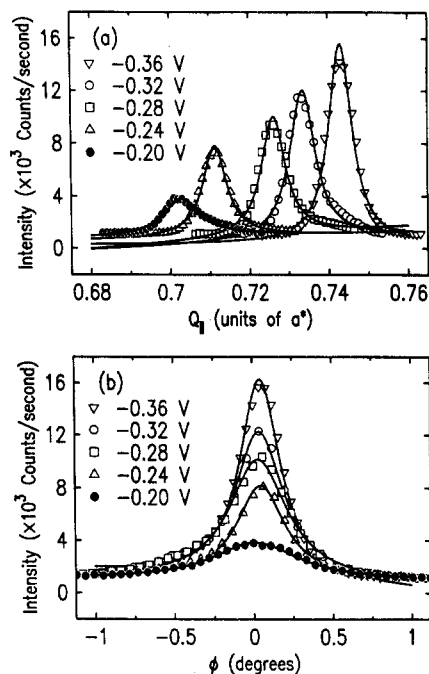 (a)
▽ −0.36 V
○ −0.32 V
□ −0.28 V
△ −0.24 V
● −0.20 V
Intensity (×10³ Counts/second)
16
12
8
4
0
0.68 0.7 0.72 0.74 0.76
Q∥ (units of a*)
(b)
▽ −0.36 V
○ −0.32 V
□ −0.28 V
△ −0.24 V
● −0.20 V
Intensity (×10³ Counts/second)
16
12
8
4
0
−1 −0.5 0 0.5 1
ϕ (degrees)